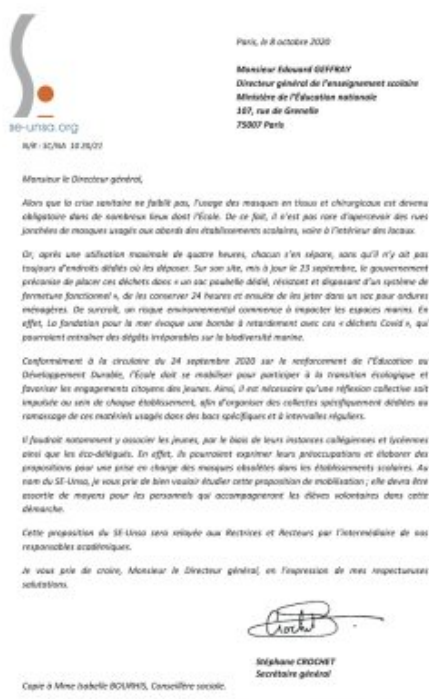 Paris, le 8 octobre 2020
Monsieur Edouard GEFFRAY
Directeur général de l'enseignement scolaire
Ministère de l'Éducation nationale
107, rue de Grenelle
75007 Paris
se-unsa.org
N/R : SC/NA 10.20/21
Monsieur le Directeur général,
Alors que la crise sanitaire ne faiblit pas, l'usage des masques en tissus et chirurgicaux est devenu
obligatoire dans de nombreux lieux dont l'École. De ce fait, il n'est pas rare d'apercevoir des rues
jonchées de masques usagés aux abords des établissements scolaires, voire à l'intérieur des locaux.
Or, après une utilisation maximale de quatre heures, chacun s'en sépare, sans qu'il n'y ait pas
toujours d'endroits dédiés où les déposer. Sur son site, mis à jour le 23 septembre, le gouvernement
préconise de placer ces déchets dans « un sac poubelle dédié, résistant et disposant d'un système de
fermeture fonctionnel », de les conserver 24 heures et ensuite de les jeter dans un sac pour ordures
ménagères. De surcroît, un risque environnemental commence à impacter les espaces marins. En
effet, La fondation pour la mer évoque une bombe à retardement avec ces « déchets Covid », qui
pourraient entraîner des dégâts irréparables sur la biodiversité marine.
Conformément à la circulaire du 24 septembre 2020 sur le renforcement de l'Éducation au
Développement Durable, l'École doit se mobiliser pour participer à la transition écologique et
favoriser les engagements citoyens des jeunes. Ainsi, il est nécessaire qu'une réflexion collective soit
impulsée au sein de chaque établissement, afin d'organiser des collectes spécifiquement dédiées au
ramassage de ces matériels usagés dans des bacs spécifiques et à intervalles réguliers.
Il faudrait notamment y associer les jeunes, par le biais de leurs instances collégiennes et lycéennes
ainsi que les éco-délégués. En effet, ils pourraient exprimer leurs préoccupations et élaborer des
propositions pour une prise en charge des masques obsolètes dans les établissements scolaires. Au
nom du SE-Unsa, je vous prie de bien vouloir étudier cette proposition de mobilisation ; elle devra être
assortie de moyens pour les personnels qui accompagneront les élèves volontaires dans cette
démarche.
Cette proposition du SE-Unsa sera relayée aux Rectrices et Recteurs par l'intermédiaire de nos
responsables académiques.
Je vous prie de croire, Monsieur le Directeur général, en l'expression de mes respectueuses
salutations.
Crochet
Stéphane CROCHET
Secrétaire général
Copie à Mme Isabelle BOURHIS, Conseillère sociale.